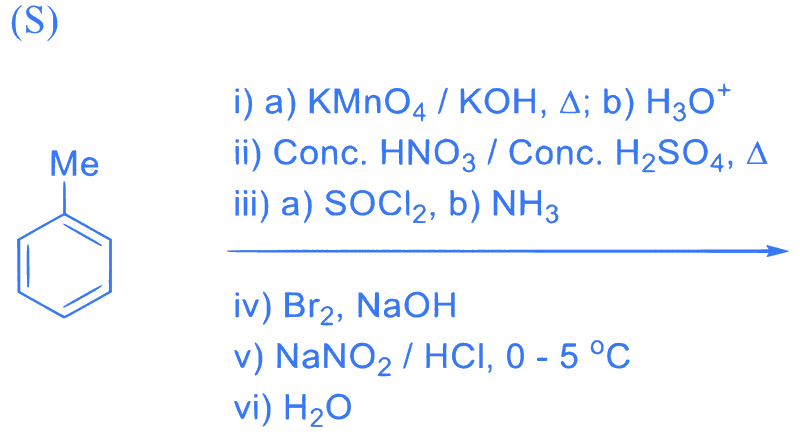 (S)
i) a) KMnO₄ / KOH, Δ; b) H₃O⁺
ii) Conc. HNO₃ / Conc. H₂SO₄, Δ
Me
iii) a) SOCl₂, b) NH₃
iv) Br₂, NaOH
v) NaNO₂ / HCl, 0 - 5 ºC
vi) H₂O